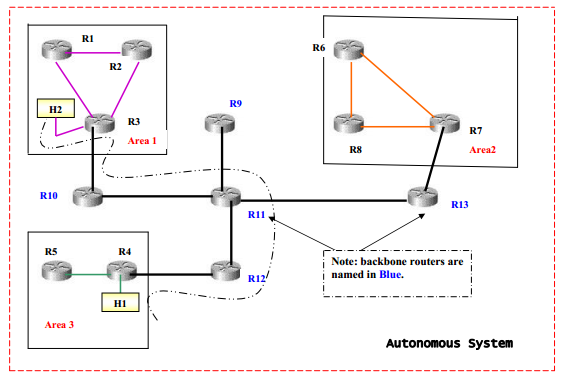 R1
R2
H2
R3
Area 1
R6
R8
R7
Area2
R9
R10
R11
R13
R5
R4
R12
H1
Area 3
Note: backbone routers are
named in Blue.
Autonomous System